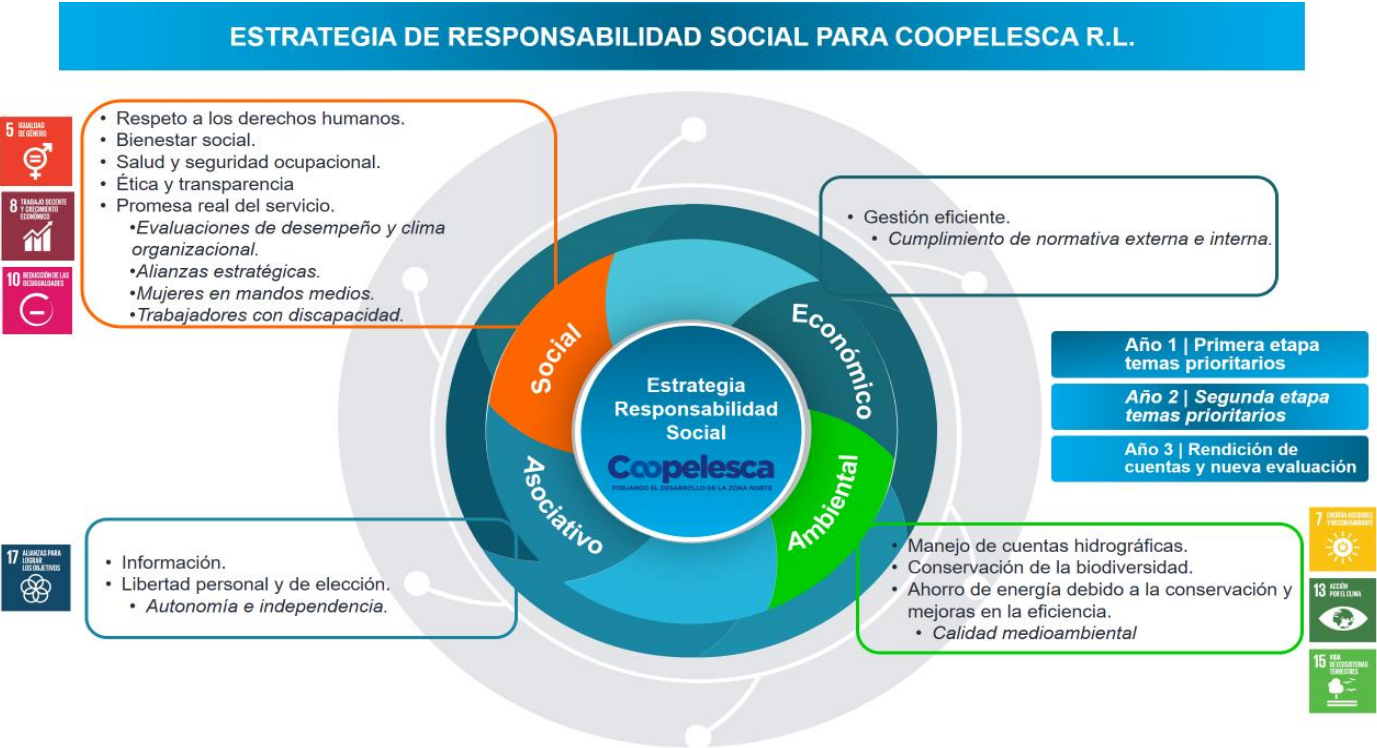 ESTRATEGIA DE RESPONSABILIDAD SOCIAL PARA COOPELESCA R.L.
5 IGUALDAD
DE GÉNERO
8 TRABAJO DECENTE
Y CRECIMIENTO
ECONÓMICO
10 REDUCCIÓN DE LAS
DESIGUALDADES
• Respeto a los derechos humanos.
• Bienestar social.
• Salud y seguridad ocupacional.
• Ética y transparencia
• Promesa real del servicio.
•Evaluaciones de desempeño y clima
organizacional.
•Alianzas estratégicas.
•Mujeres en mandos medios.
•Trabajadores con discapacidad.
• Gestión eficiente.
• Cumplimiento de normativa externa e interna.
Social
Económico
Asociativo
Ambiental
Estrategia
Responsabilidad
Social
Coopelesca
FORJANDO EL DESARROLLO DE LA ZONA NORTE
Año 1 | Primera etapa
temas prioritarios
Año 2 | Segunda etapa
temas prioritarios
Año 3 | Rendición de
cuentas y nueva evaluación
17 ALIANZAS PARA
LOGRAR
LOS OBJETIVOS
• Información.
• Libertad personal y de elección.
• Autonomía e independencia.
• Manejo de cuentas hidrográficas.
• Conservación de la biodiversidad.
• Ahorro de energía debido a la conservación y
mejoras en la eficiencia.
• Calidad medioambiental
7 ENERGÍA ASEQUIBLE
Y NO CONTAMINANTE
13 ACCIÓN
POR EL CLIMA
15 VIDA
DE ECOSISTEMAS
TERRESTRES